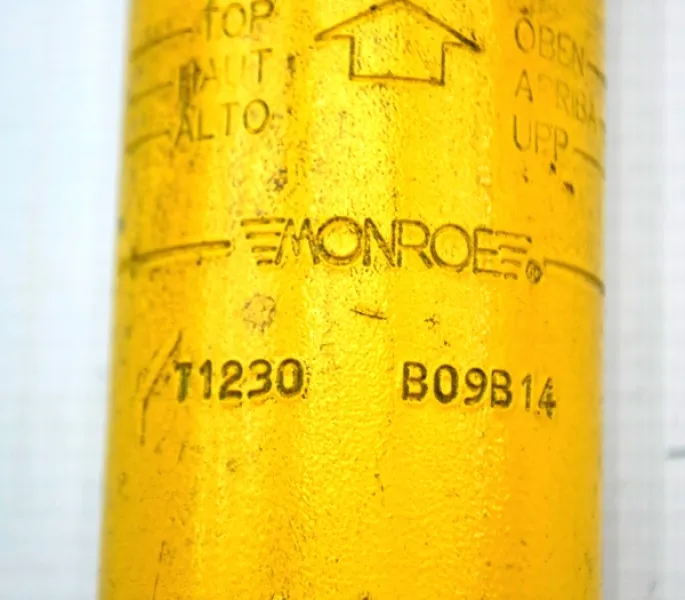 TOP
HAUT
ALTO
OBEN
ARRIBA
UPP
MONROE®
T1230 B09B14